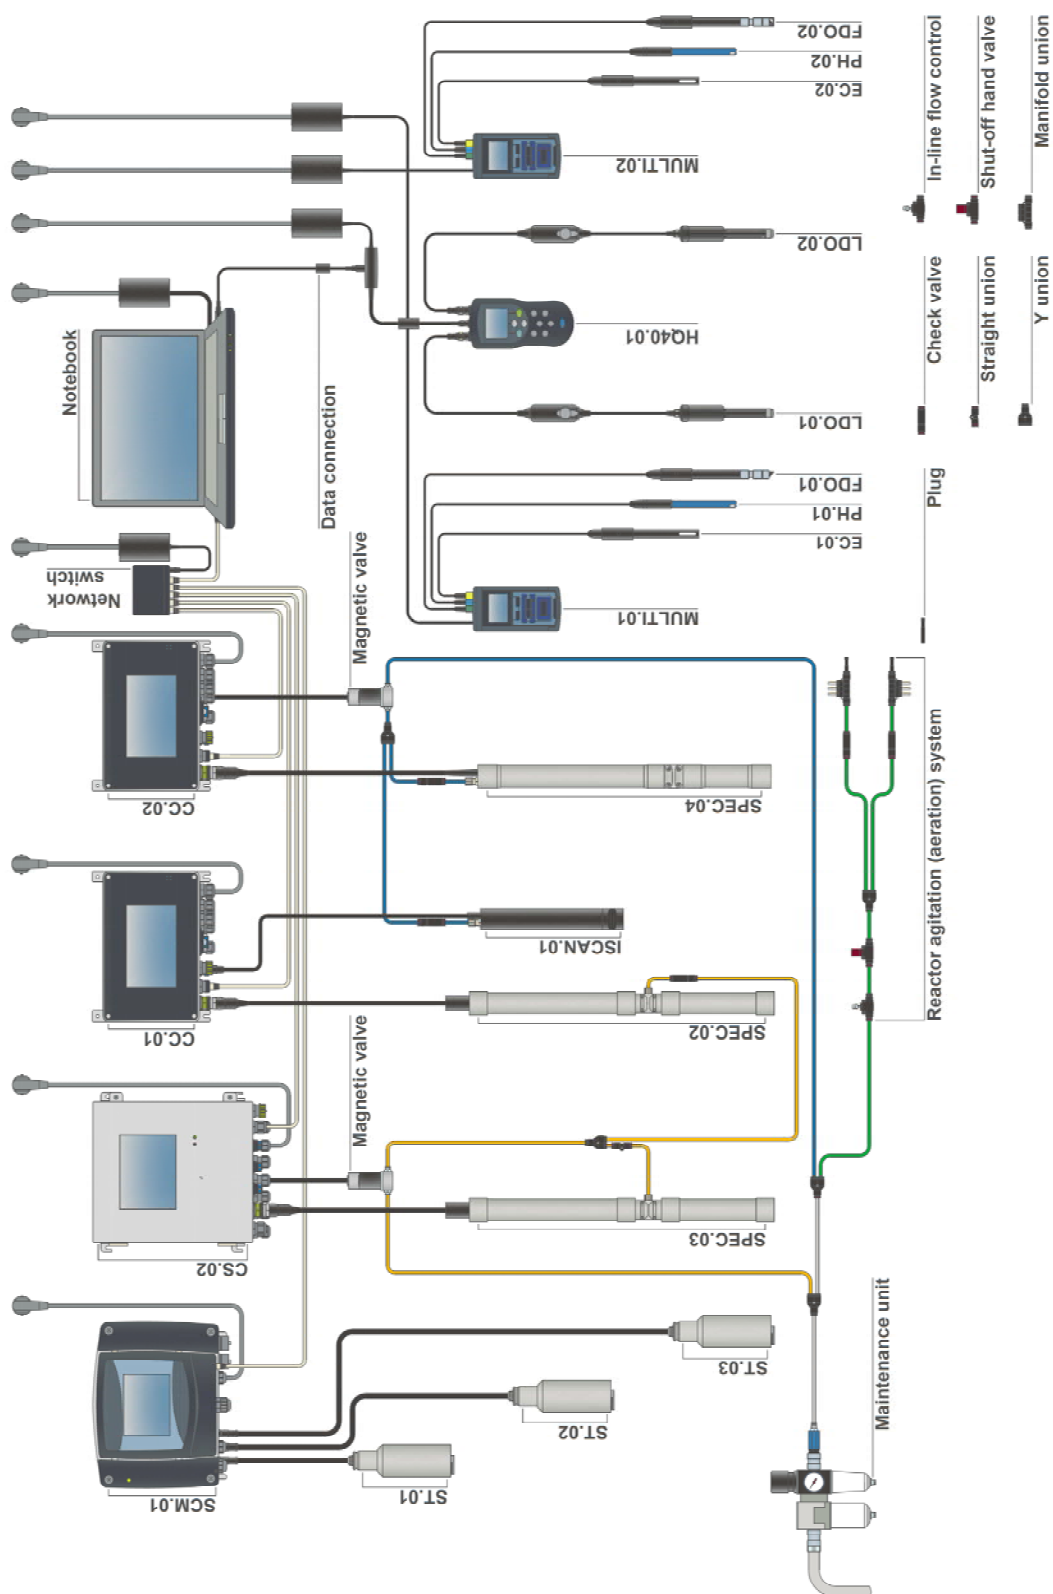 FDO.02
PH.02
EC.02
MULTI.02
LDO.02
HQ40.01
LDO.01
FDO.01
PH.01
EC.01
MULTI.01
In-line flow control
Shut-off hand valve
Manifold union
Check valve
Straight union
Y union
Plug
Notebook
Data connection
Network
switch
Magnetic valve
CC.02
SPEC.04
ISCAN.01
CC.01
SPEC.02
Reactor agitation (aeration) system
Magnetic valve
CS.02
SPEC.03
SCM.01
ST.03
ST.02
ST.01
Maintenance unit